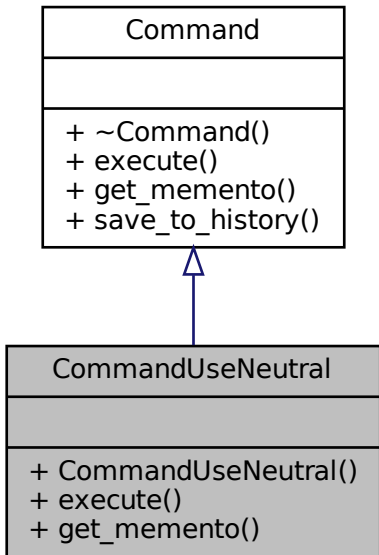 Command
+ ~Command()
+ execute()
+ get_memento()
+ save_to_history()
CommandUseNeutral
+ CommandUseNeutral()
+ execute()
+ get_memento()